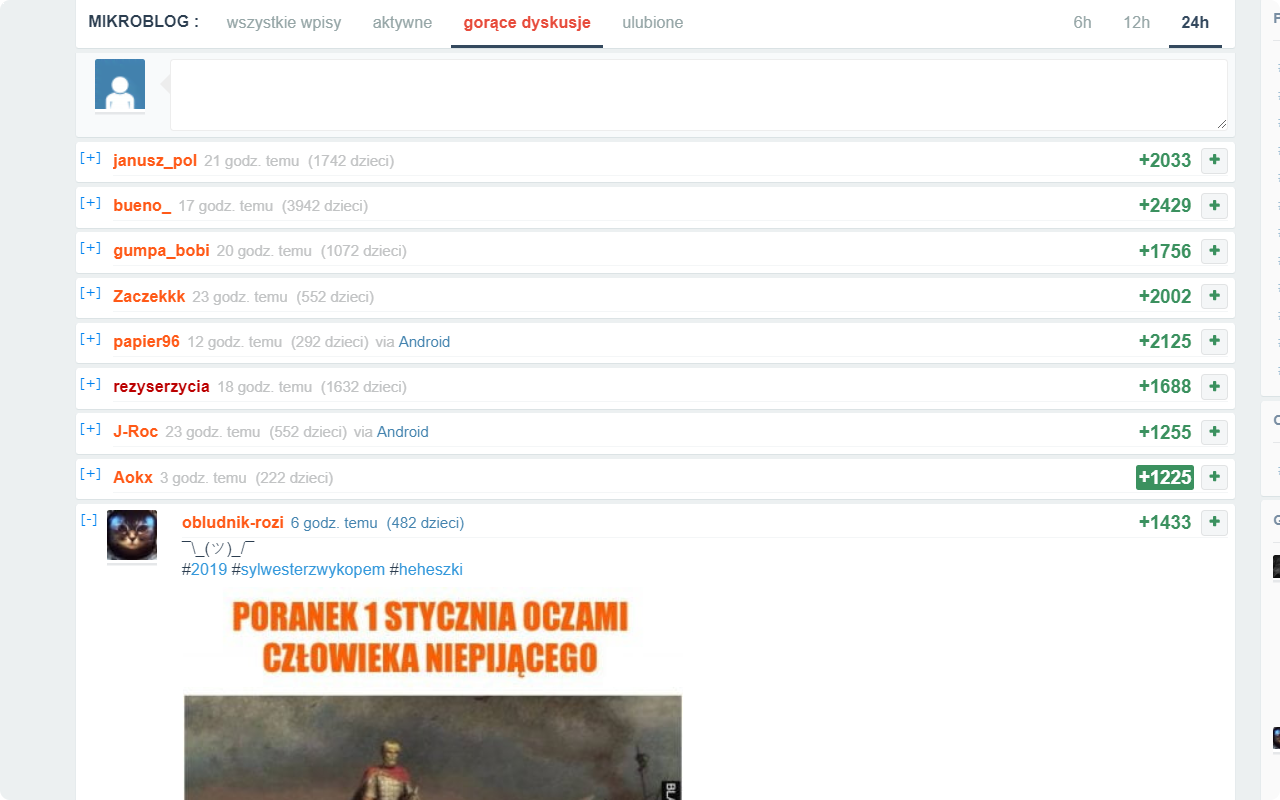 MIKROBLOG : wszystkie wpisy aktywne gorące dyskusje ulubione 6h 12h 24h
[+] janusz_pol 21 godz. temu (1742 dzieci) +2033
[+] bueno_ 17 godz. temu (3942 dzieci) +2429
[+] gumpa_bobi 20 godz. temu (1072 dzieci) +1756
[+] Zaczekkk 23 godz. temu (552 dzieci) +2002
[+] papier96 12 godz. temu (292 dzieci) via Android +2125
[+] rezyserzycia 18 godz. temu (1632 dzieci) +1688
[+] J-Roc 23 godz. temu (552 dzieci) via Android +1255
[+] Aokx 3 godz. temu (222 dzieci) +1225
[-] obludnik-rozi 6 godz. temu (482 dzieci) +1433
¯\_(ツ)_/¯
#2019 #sylwesterzwykopem #heheszki
PORANEK 1 STYCZNIA OCZAMI
CZŁOWIEKA NIEPIJĄCEGO